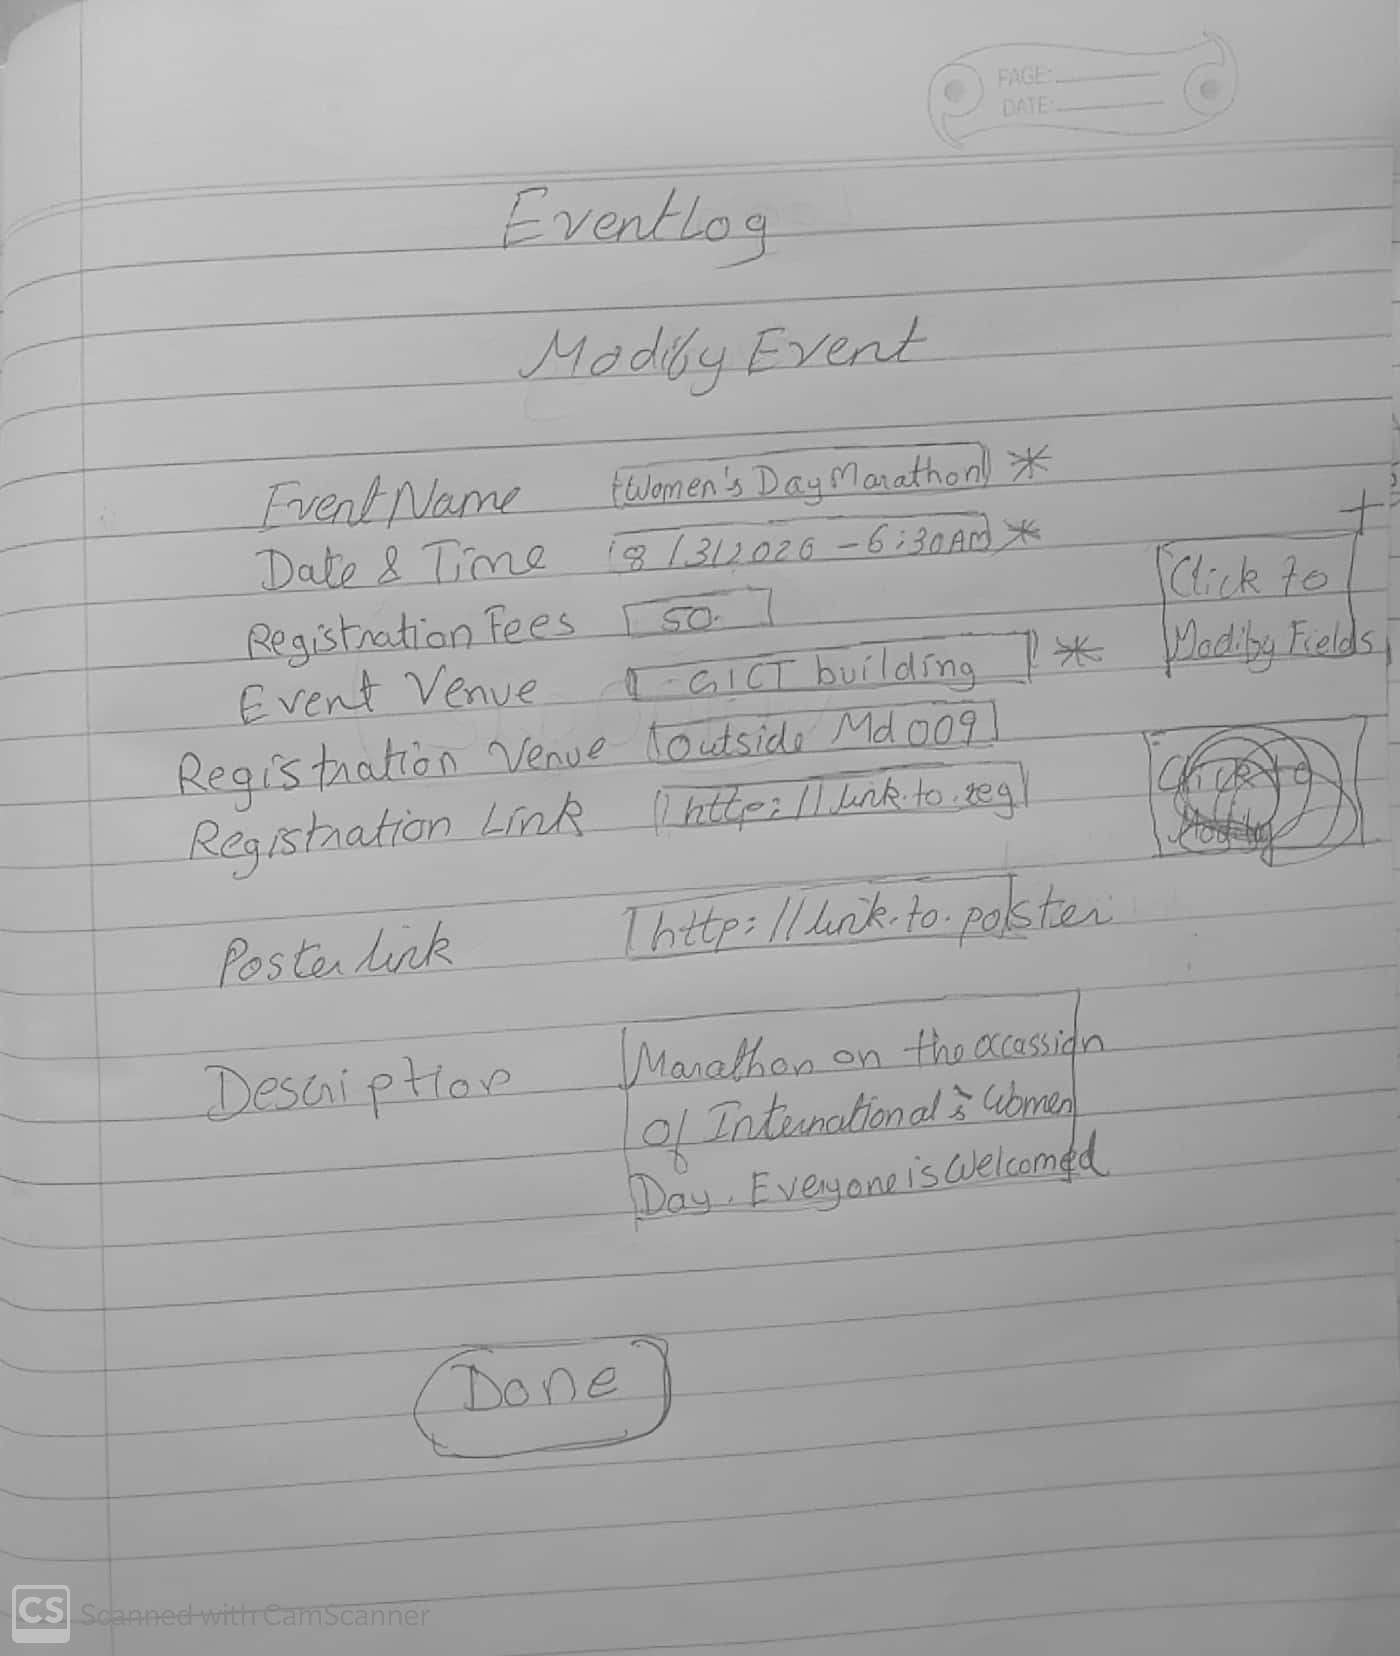 PAGE:
DATE:
EventLog
Modify Event
Event Name Women's Day Marathon *
Date & Time 8/3/2026 - 6:30AM *
Registration Fees 50.
Click to
Modify Fields
Event Venue GICT building *
Registration Venue outside Md 009
Registration Link http://link.to.reg
Click to
Poster link http://link.to.poster
Description Marathon on the occassion
of International's Women
Day. Everyone is Welcomed
Done
CS Scanned with CamScanner